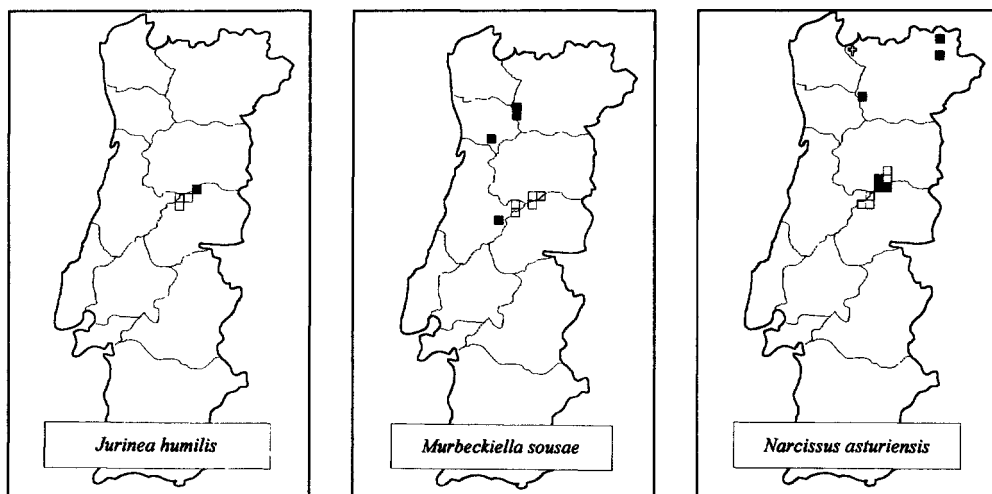 Jurinea humilis
Murbeckiella sousae
Narcissus asturiensis